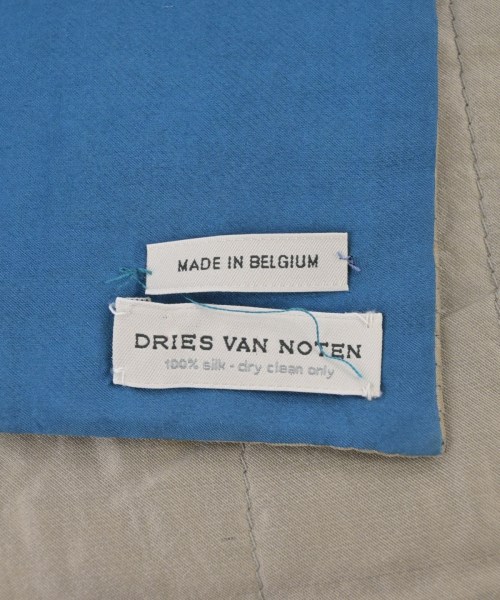 MADE IN BELGIUM
DRIES VAN NOTEN
100% silk - dry clean only